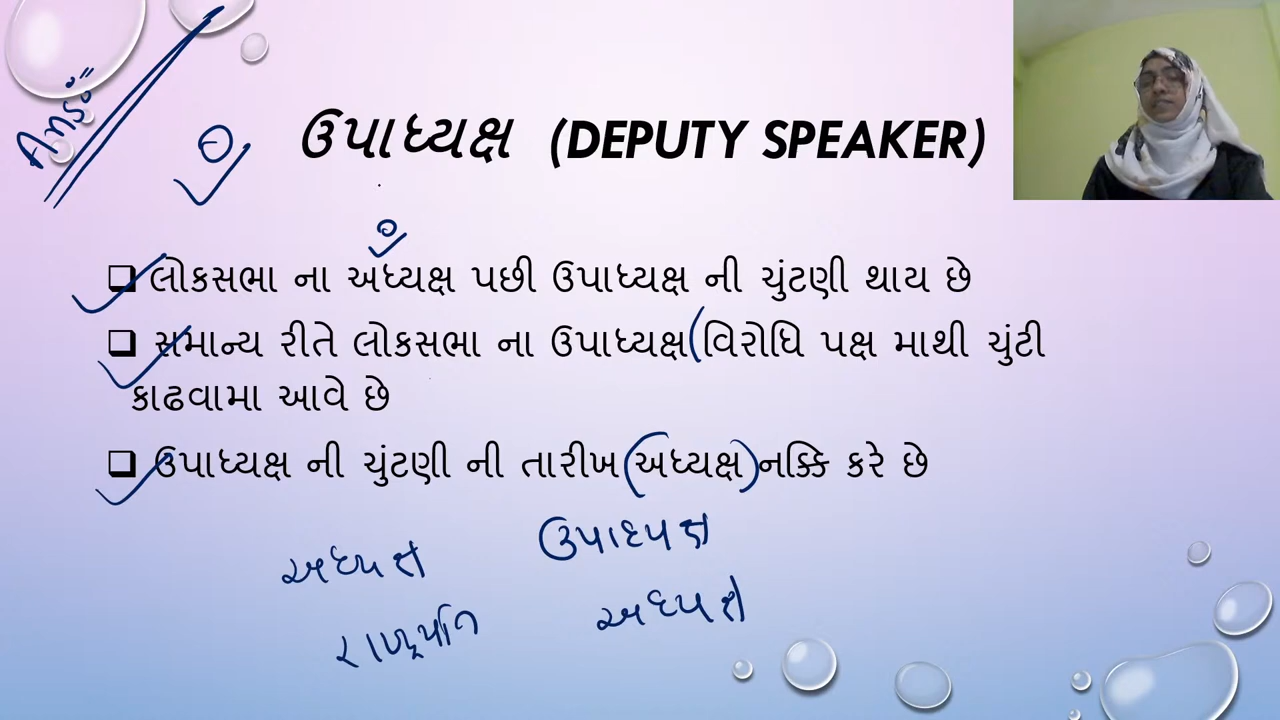 ઉપાધ્યક્ષ (DEPUTY SPEAKER)
❑ લોકસભા ના અધ્યક્ષ પછી ઉપાધ્યક્ષ ની ચુંટણી થાય છે
❑ સમાન્ય રીતે લોકસભા ના ઉપાધ્યક્ષ (વિરોધિ પક્ષ માથી ચુંટી
કાઢવામા આવે છે
❑ ઉપાધ્યક્ષ ની ચુંટણી ની તારીખ (અધ્યક્ષ) નક્કિ કરે છે
અધ્યક્ષ ઉપાધ્યક્ષ
રાષ્ટ્રપતિ અધ્યક્ષ